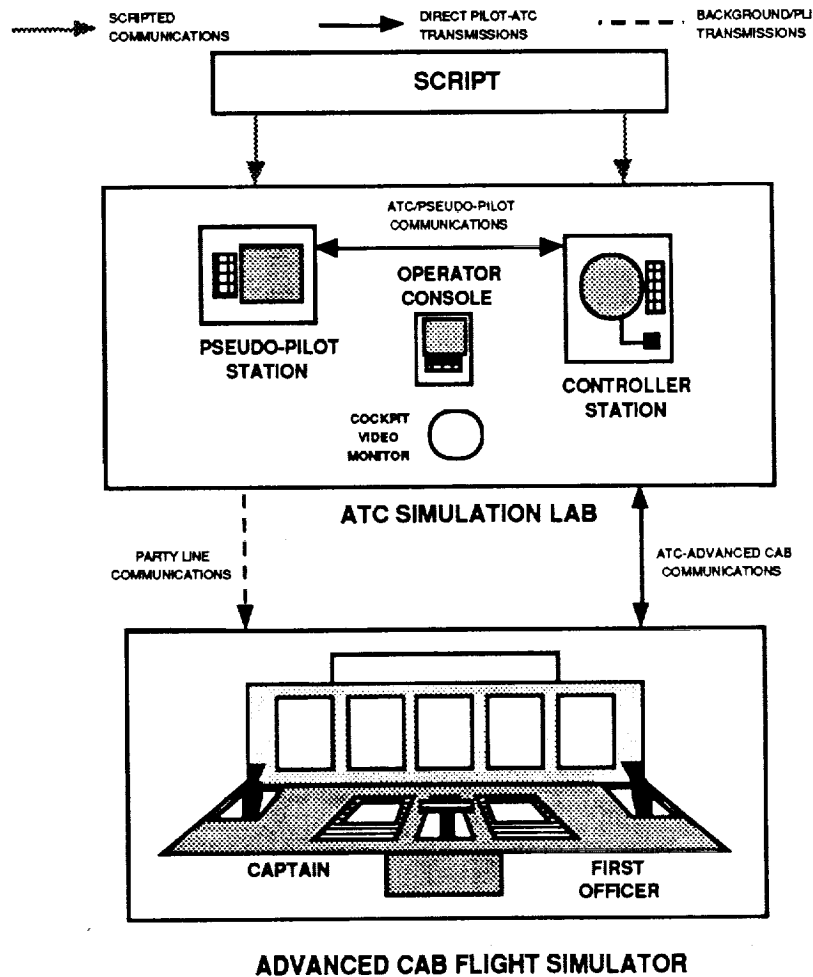 SCRIPTED
COMMUNICATIONS
DIRECT PILOT-ATC
TRANSMISSIONS
BACKGROUND/PLI
TRANSMISSIONS
SCRIPT
ATC/PSEUDO-PILOT
COMMUNICATIONS
OPERATOR
CONSOLE
PSEUDO-PILOT
STATION
CONTROLLER
STATION
COCKPIT
VIDEO
MONITOR
ATC SIMULATION LAB
PARTY LINE
COMMUNICATIONS
ATC-ADVANCED CAB
COMMUNICATIONS
CAPTAIN
FIRST
OFFICER
ADVANCED CAB FLIGHT SIMULATOR